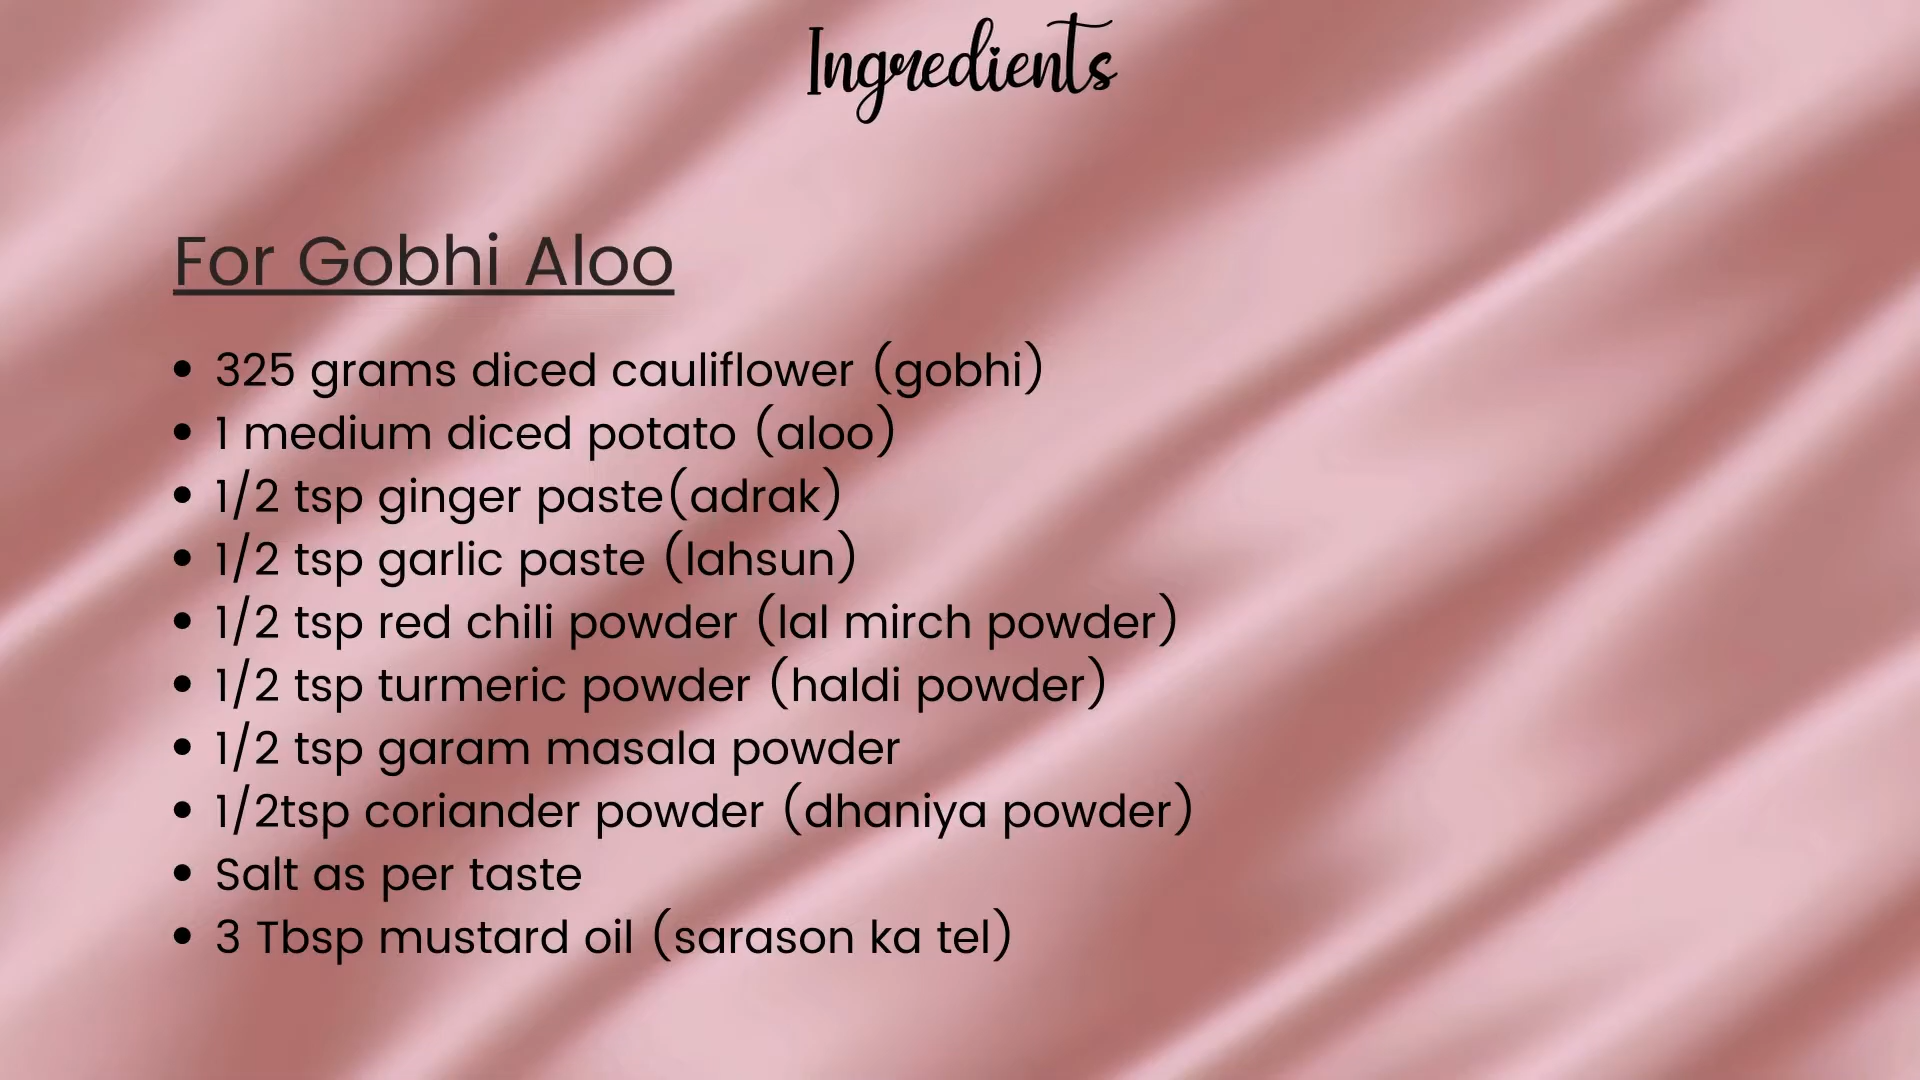 Ingredients
For Gobhi Aloo
• 325 grams diced cauliflower (gobhi)
• 1 medium diced potato (aloo)
• 1/2 tsp ginger paste(adrak)
• 1/2 tsp garlic paste (lahsun)
• 1/2 tsp red chili powder (lal mirch powder)
• 1/2 tsp turmeric powder (haldi powder)
• 1/2 tsp garam masala powder
• 1/2tsp coriander powder (dhaniya powder)
• Salt as per taste
• 3 Tbsp mustard oil (sarason ka tel)